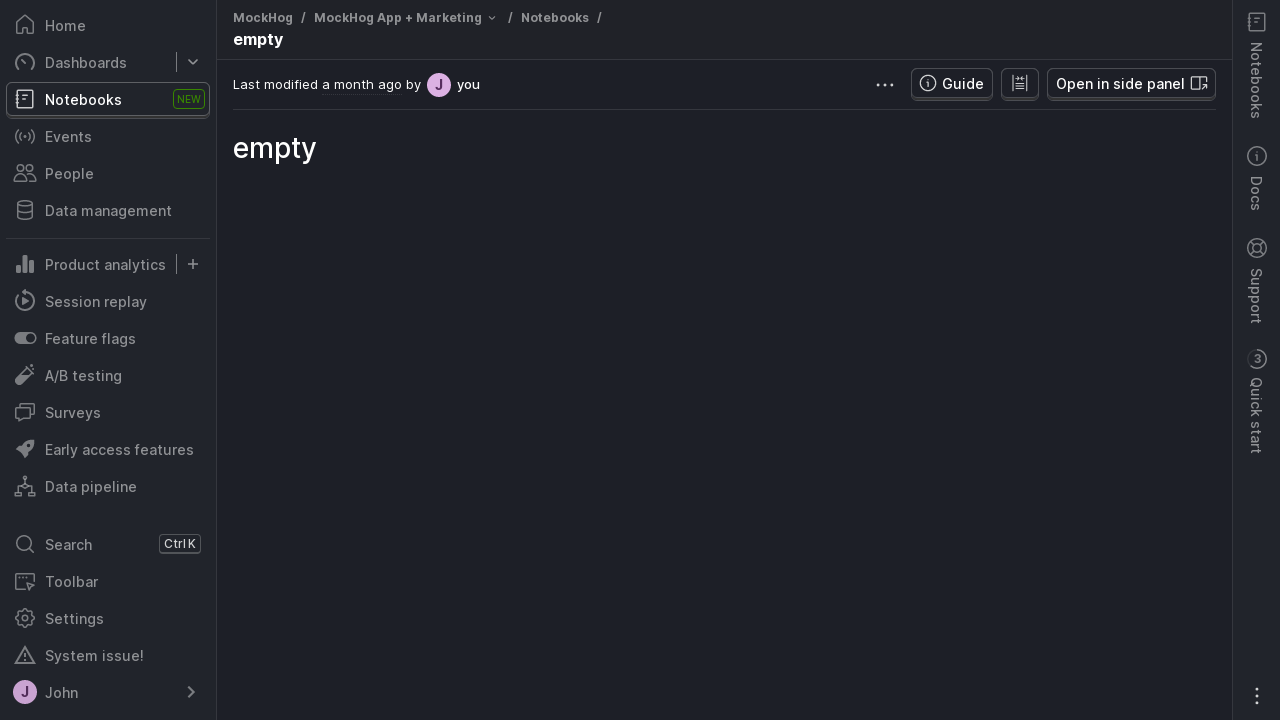 Home
Dashboards
Notebooks NEW
Events
People
Data management
Product analytics
Session replay
Feature flags
A/B testing
Surveys
Early access features
Data pipeline
Search Ctrl K
Toolbar
Settings
System issue!
J John
MockHog / MockHog App + Marketing / Notebooks /
empty
Last modified a month ago by J you
Guide
Open in side panel
empty
Notebooks
Docs
Support
3 Quick start